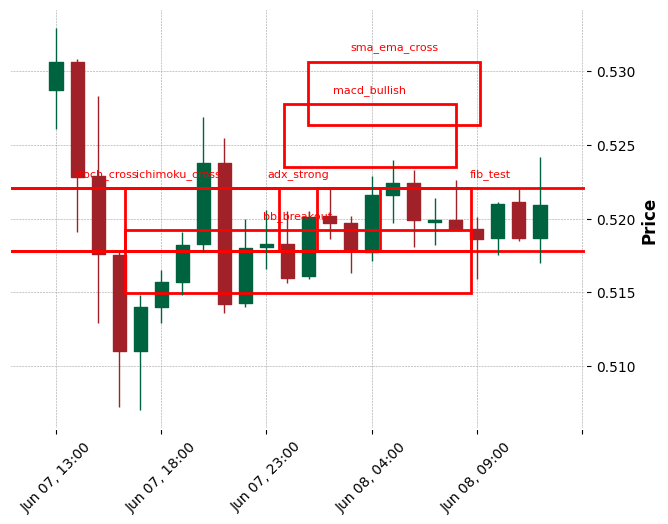 sma_ema_cross
0.530
macd_bullish
0.525
stoch_cross
ichimoku_cross
adx_strong
fib_test
bb_breakout
0.520
Price
0.515
0.510
Jun 07, 13:00
Jun 07, 18:00
Jun 07, 23:00
Jun 08, 04:00
Jun 08, 09:00